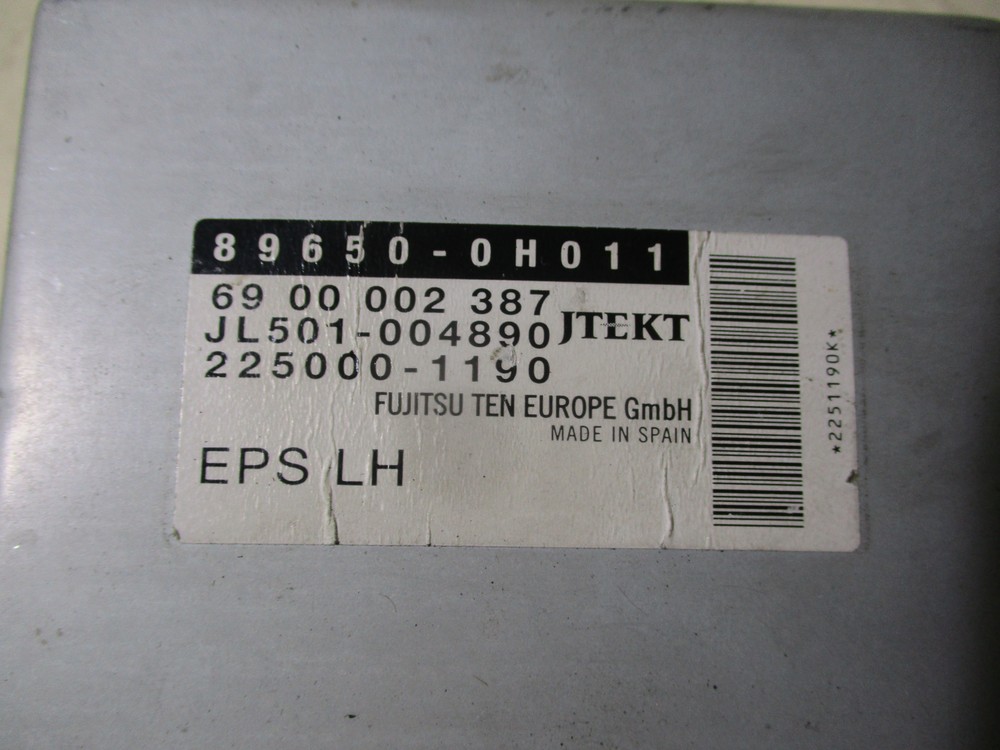 89650-0H011
69 00 002 387
JL501-004890
JTEKT
225000-1190
FUJITSU TEN EUROPE GmbH
MADE IN SPAIN
EPS LH
*2251190K*